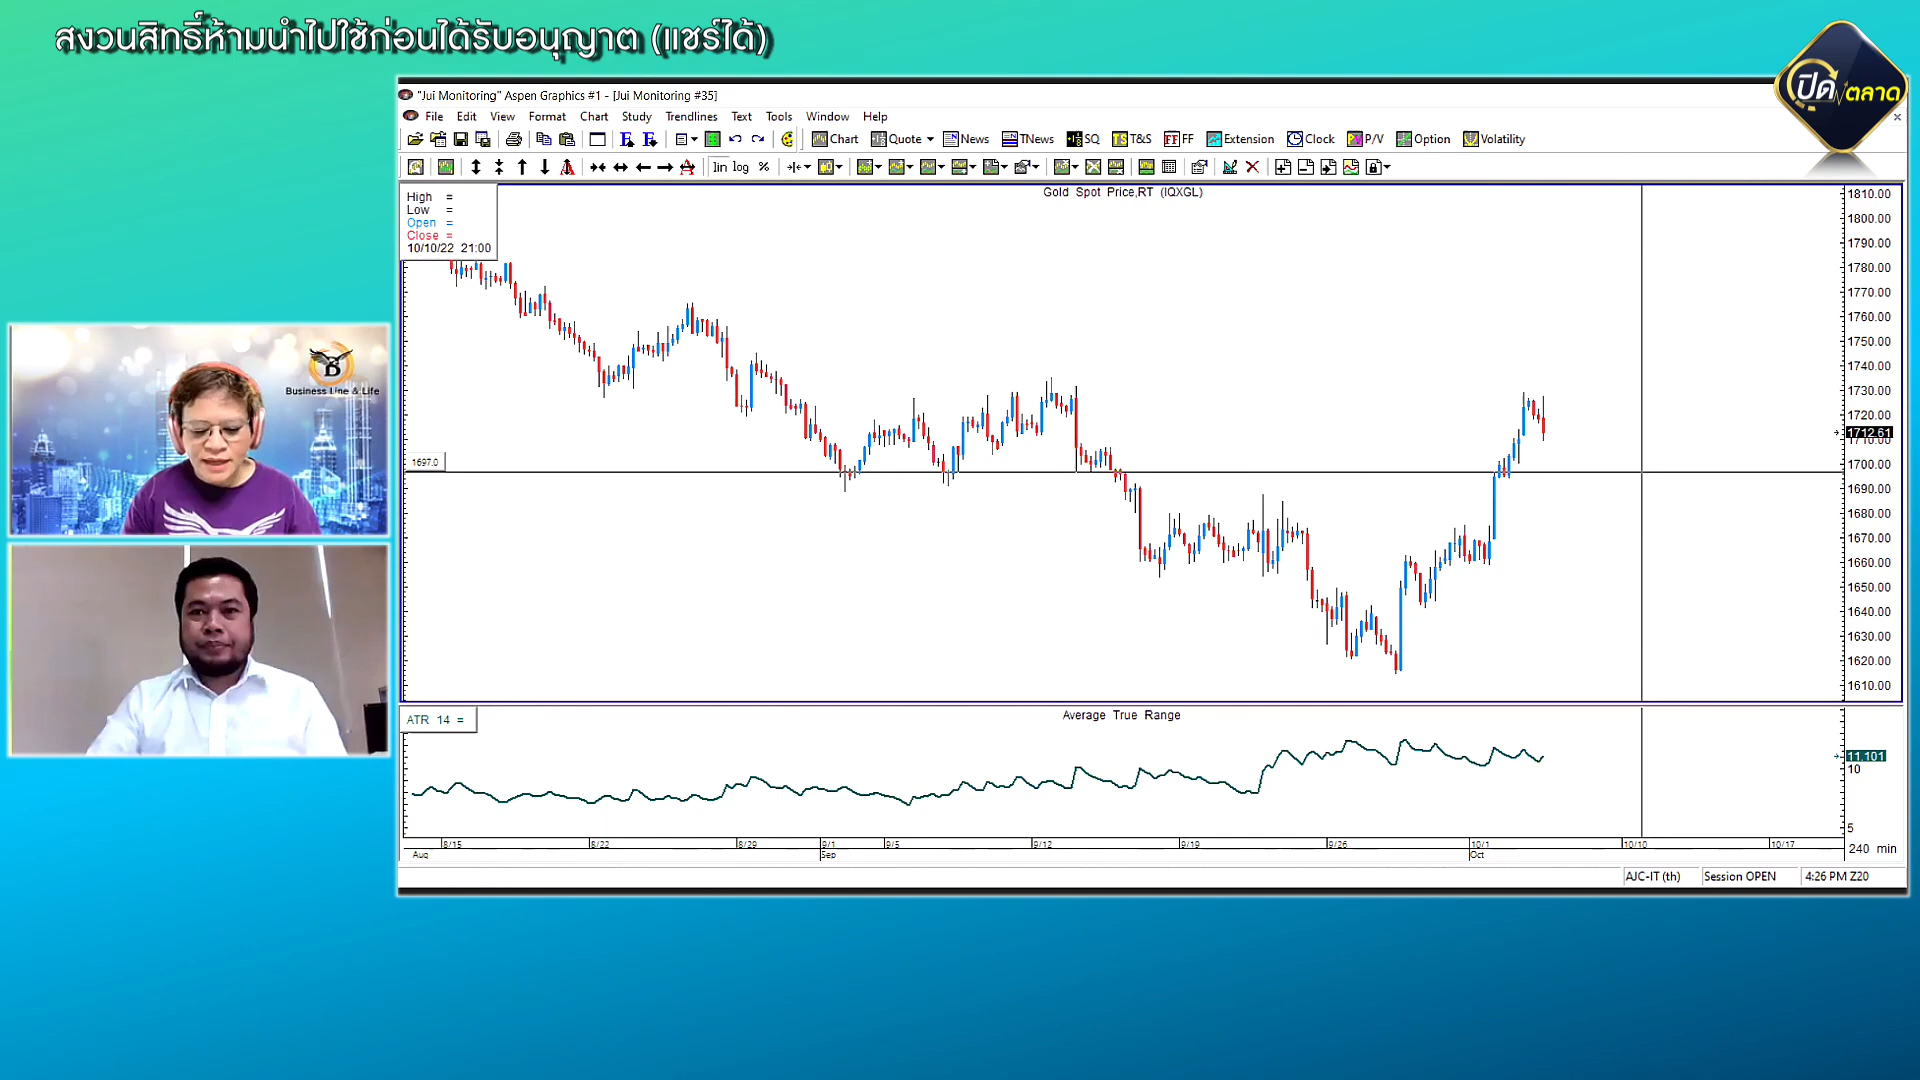 สงวนสิทธิ์ห้ามนำไปใช้ก่อนได้รับอนุญาต (แชร์ได้)
ปิดตลาด
"Jui Monitoring" Aspen Graphics #1 - [Jui Monitoring #35]
File Edit View Format Chart Study Trendlines Text Tools Window Help
Chart Quote News TNews SQ T&S FF Extension Clock P/V Option Volatility
lin log %
Gold Spot Price,RT (IQXGL)
High =
Low =
Open =
Close =
10/10/22 21:00
1697.0
1810.00
1800.00
1790.00
1780.00
1770.00
1760.00
1750.00
1740.00
1730.00
1720.00
1712.61
1710.00
1700.00
1690.00
1680.00
1670.00
1660.00
1650.00
1640.00
1630.00
1620.00
1610.00
B
Business Line & Life
ATR 14 =
Average True Range
11.101
10
5
8/15 8/22 8/29 9/1 9/5 9/12 9/19 9/26 10/1 10/10 10/17
Aug Sep Oct
240 min
AJC-IT (th) Session OPEN 4:26 PM Z20